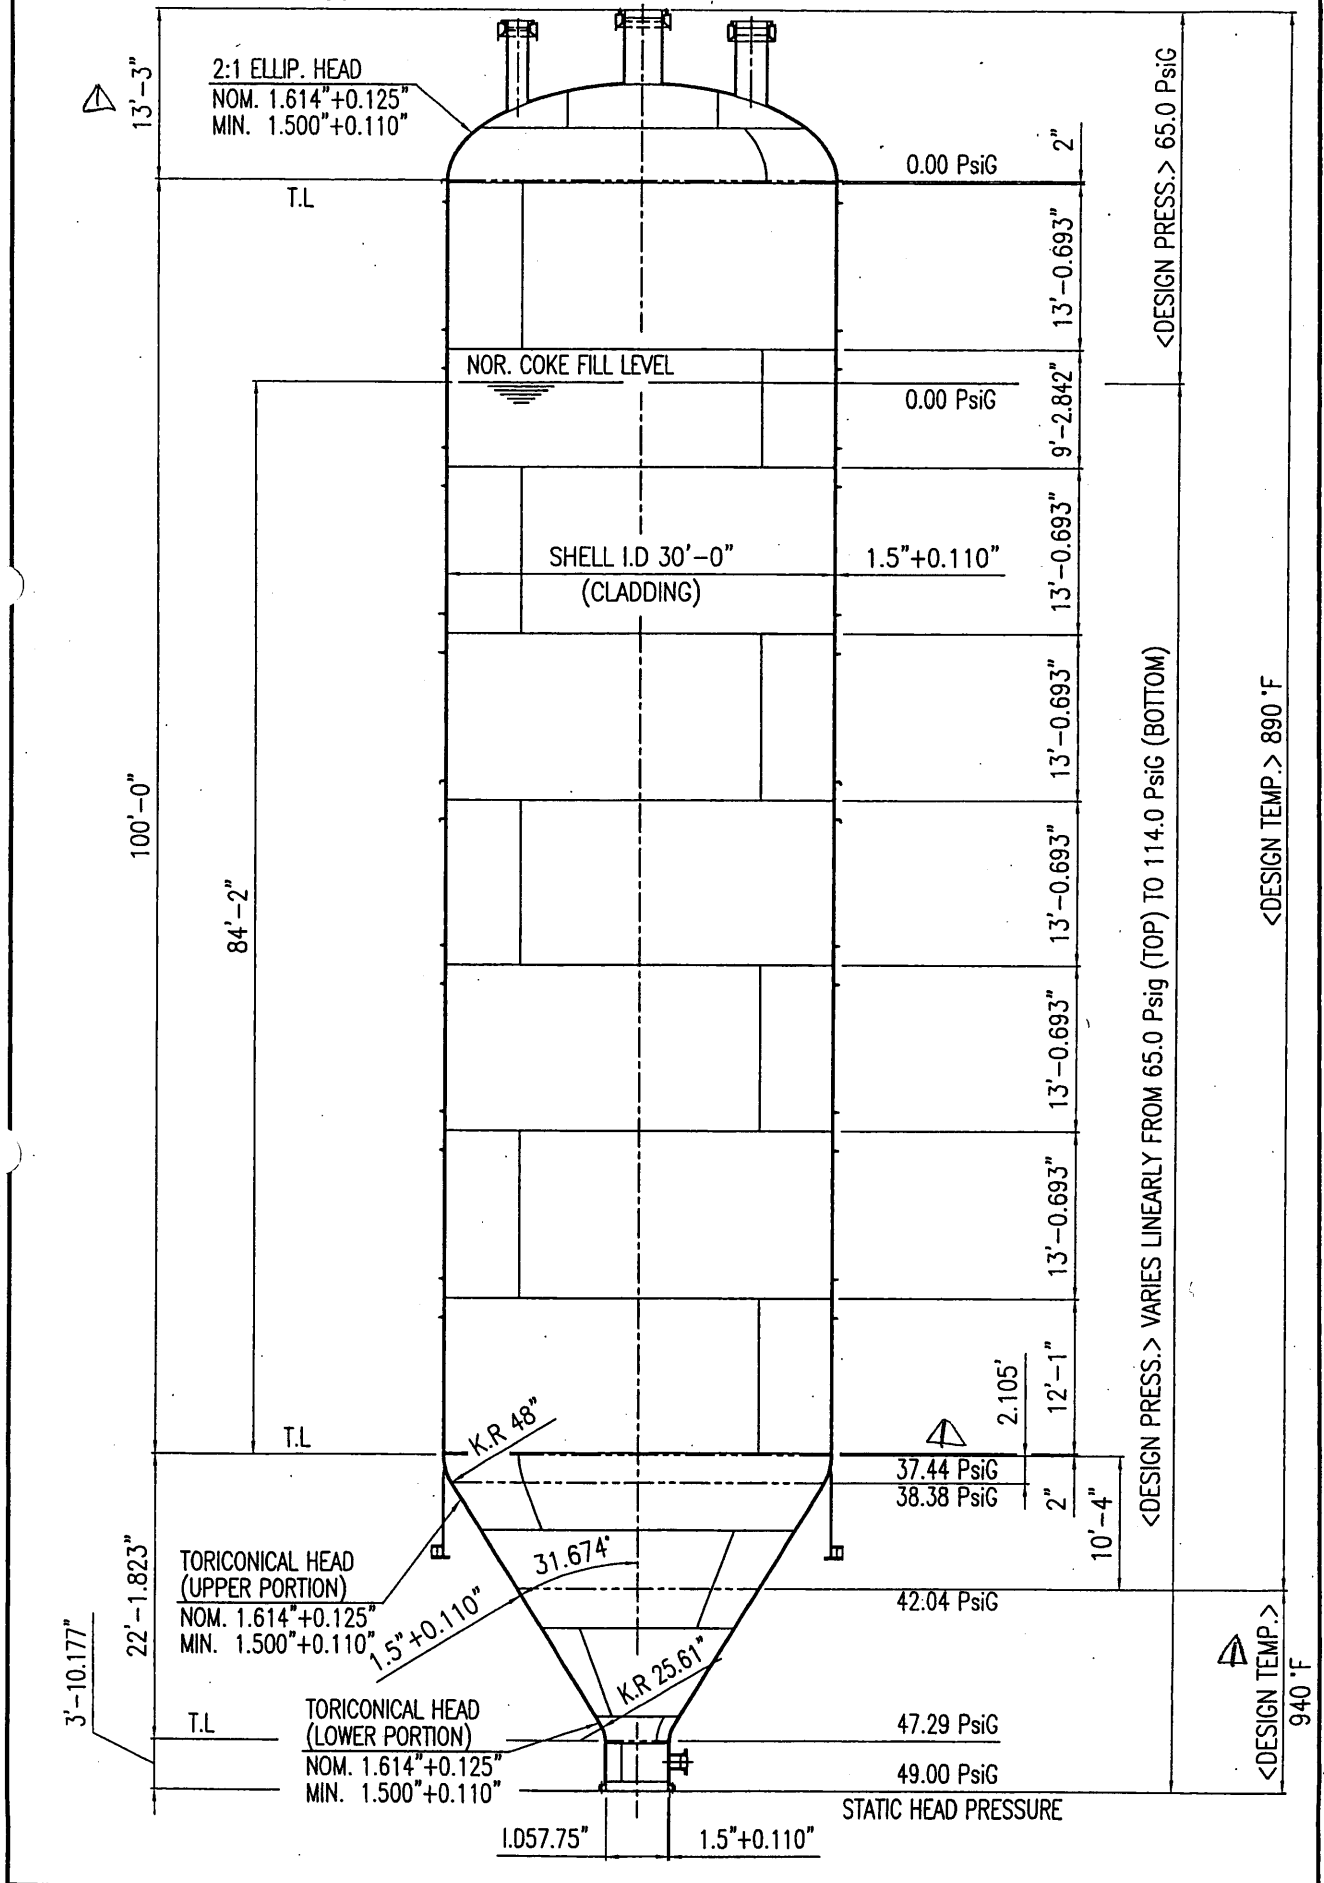 13'-3"
2:1 ELLIP. HEAD
NOM. 1.614"+0.125"
MIN. 1.500"+0.110"
<DESIGN PRESS.> 65.0 PsiG
2"
0.00 PsiG
T.L
13'-0.693"
NOR. COKE FILL LEVEL
0.00 PsiG
9'-2.842"
SHELL I.D 30'-0"
(CLADDING)
1.5"+0.110"
13'-0.693"
13'-0.693"
100'-0"
84'-2"
13'-0.693"
<DESIGN TEMP.> 890 °F
<DESIGN PRESS.> VARIES LINEARLY FROM 65.0 Psig (TOP) TO 114.0 PsiG (BOTTOM)
13'-0.693"
13'-0.693"
12'-1"
2.105'
K.R 48"
T.L
37.44 PsiG
38.38 PsiG
2"
10'-4"
31.674°
TORICONICAL HEAD
(UPPER PORTION)
NOM. 1.614"+0.125"
MIN. 1.500"+0.110"
1.5"+0.110"
42.04 PsiG
22'-1.823"
3'-10.177"
K.R 25.61"
<DESIGN TEMP.>
940 °F
TORICONICAL HEAD
(LOWER PORTION)
NOM. 1.614"+0.125"
MIN. 1.500"+0.110"
T.L
47.29 PsiG
49.00 PsiG
STATIC HEAD PRESSURE
I.D57.75"
1.5"+0.110"